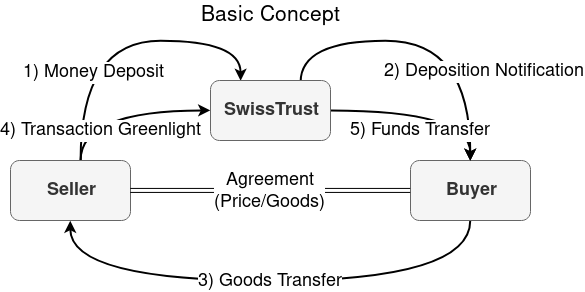 Basic Concept
1) Money Deposit
2) Deposition Notification
SwissTrust
4) Transaction Greenlight
5) Funds Transfer
Seller
Agreement
(Price/Goods)
Buyer
3) Goods Transfer